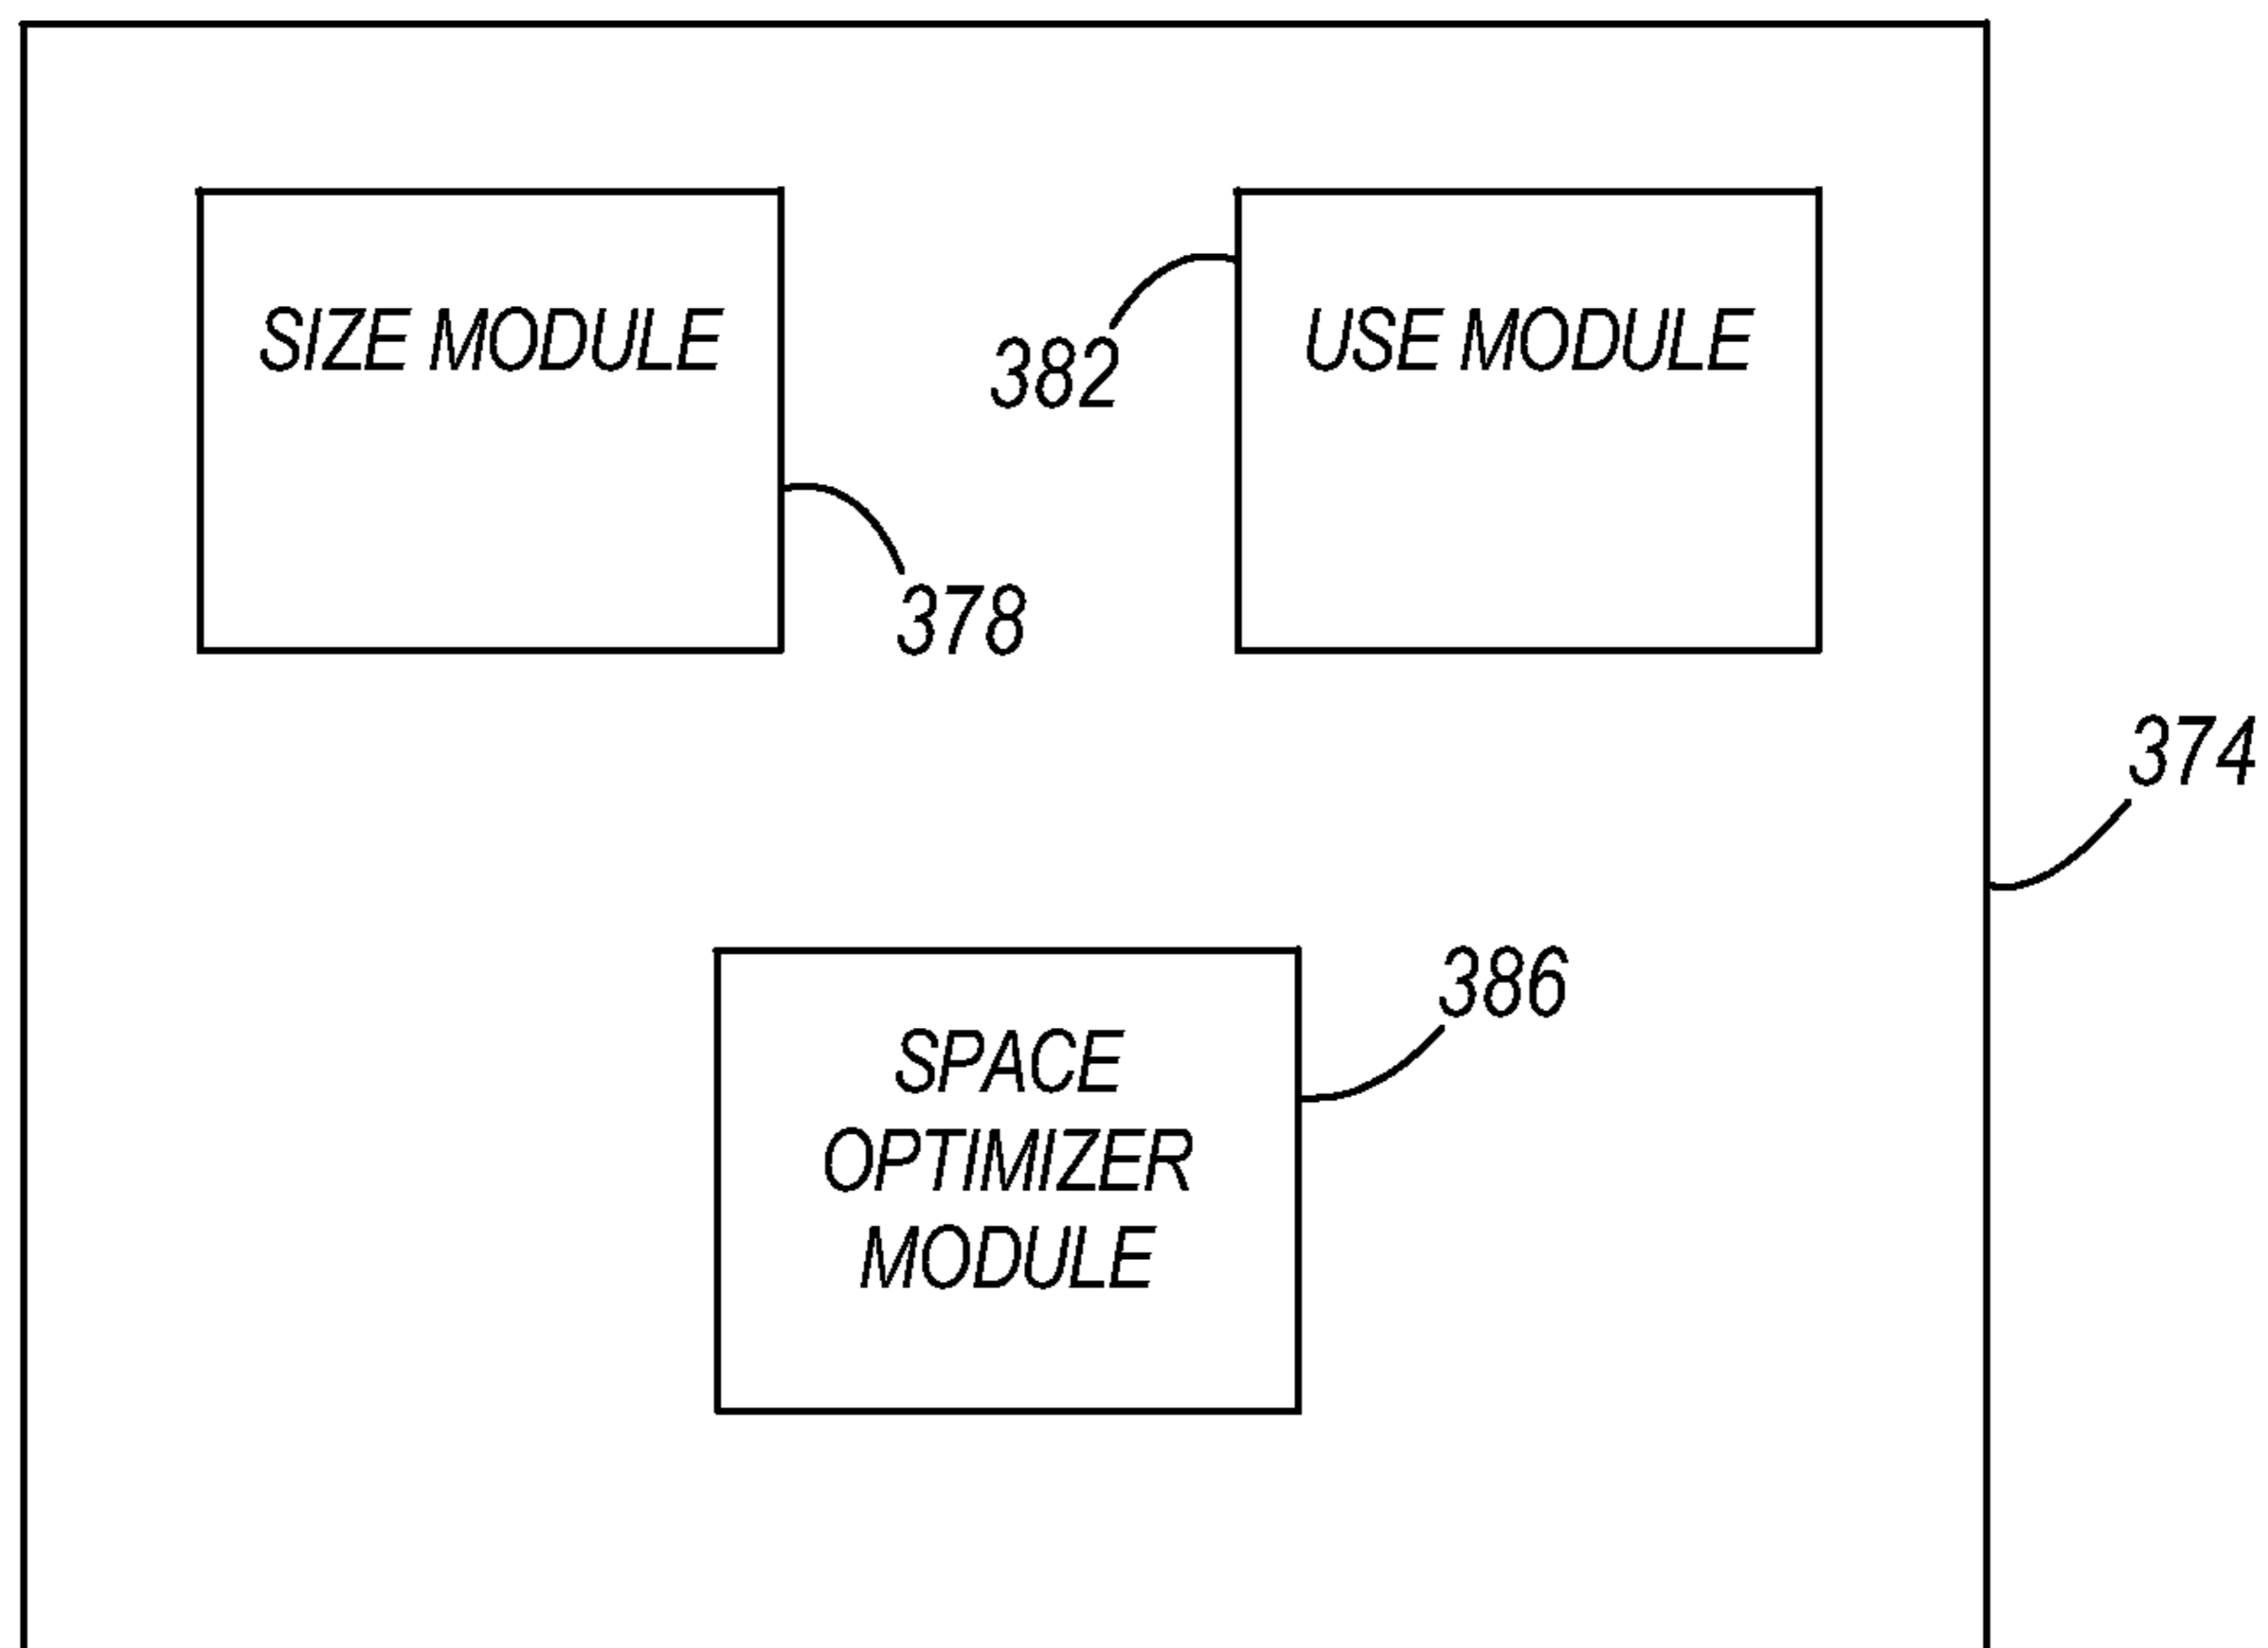 SIZE MODULE
382
USE MODULE
378
374
386
SPACE
OPTIMIZER
MODULE